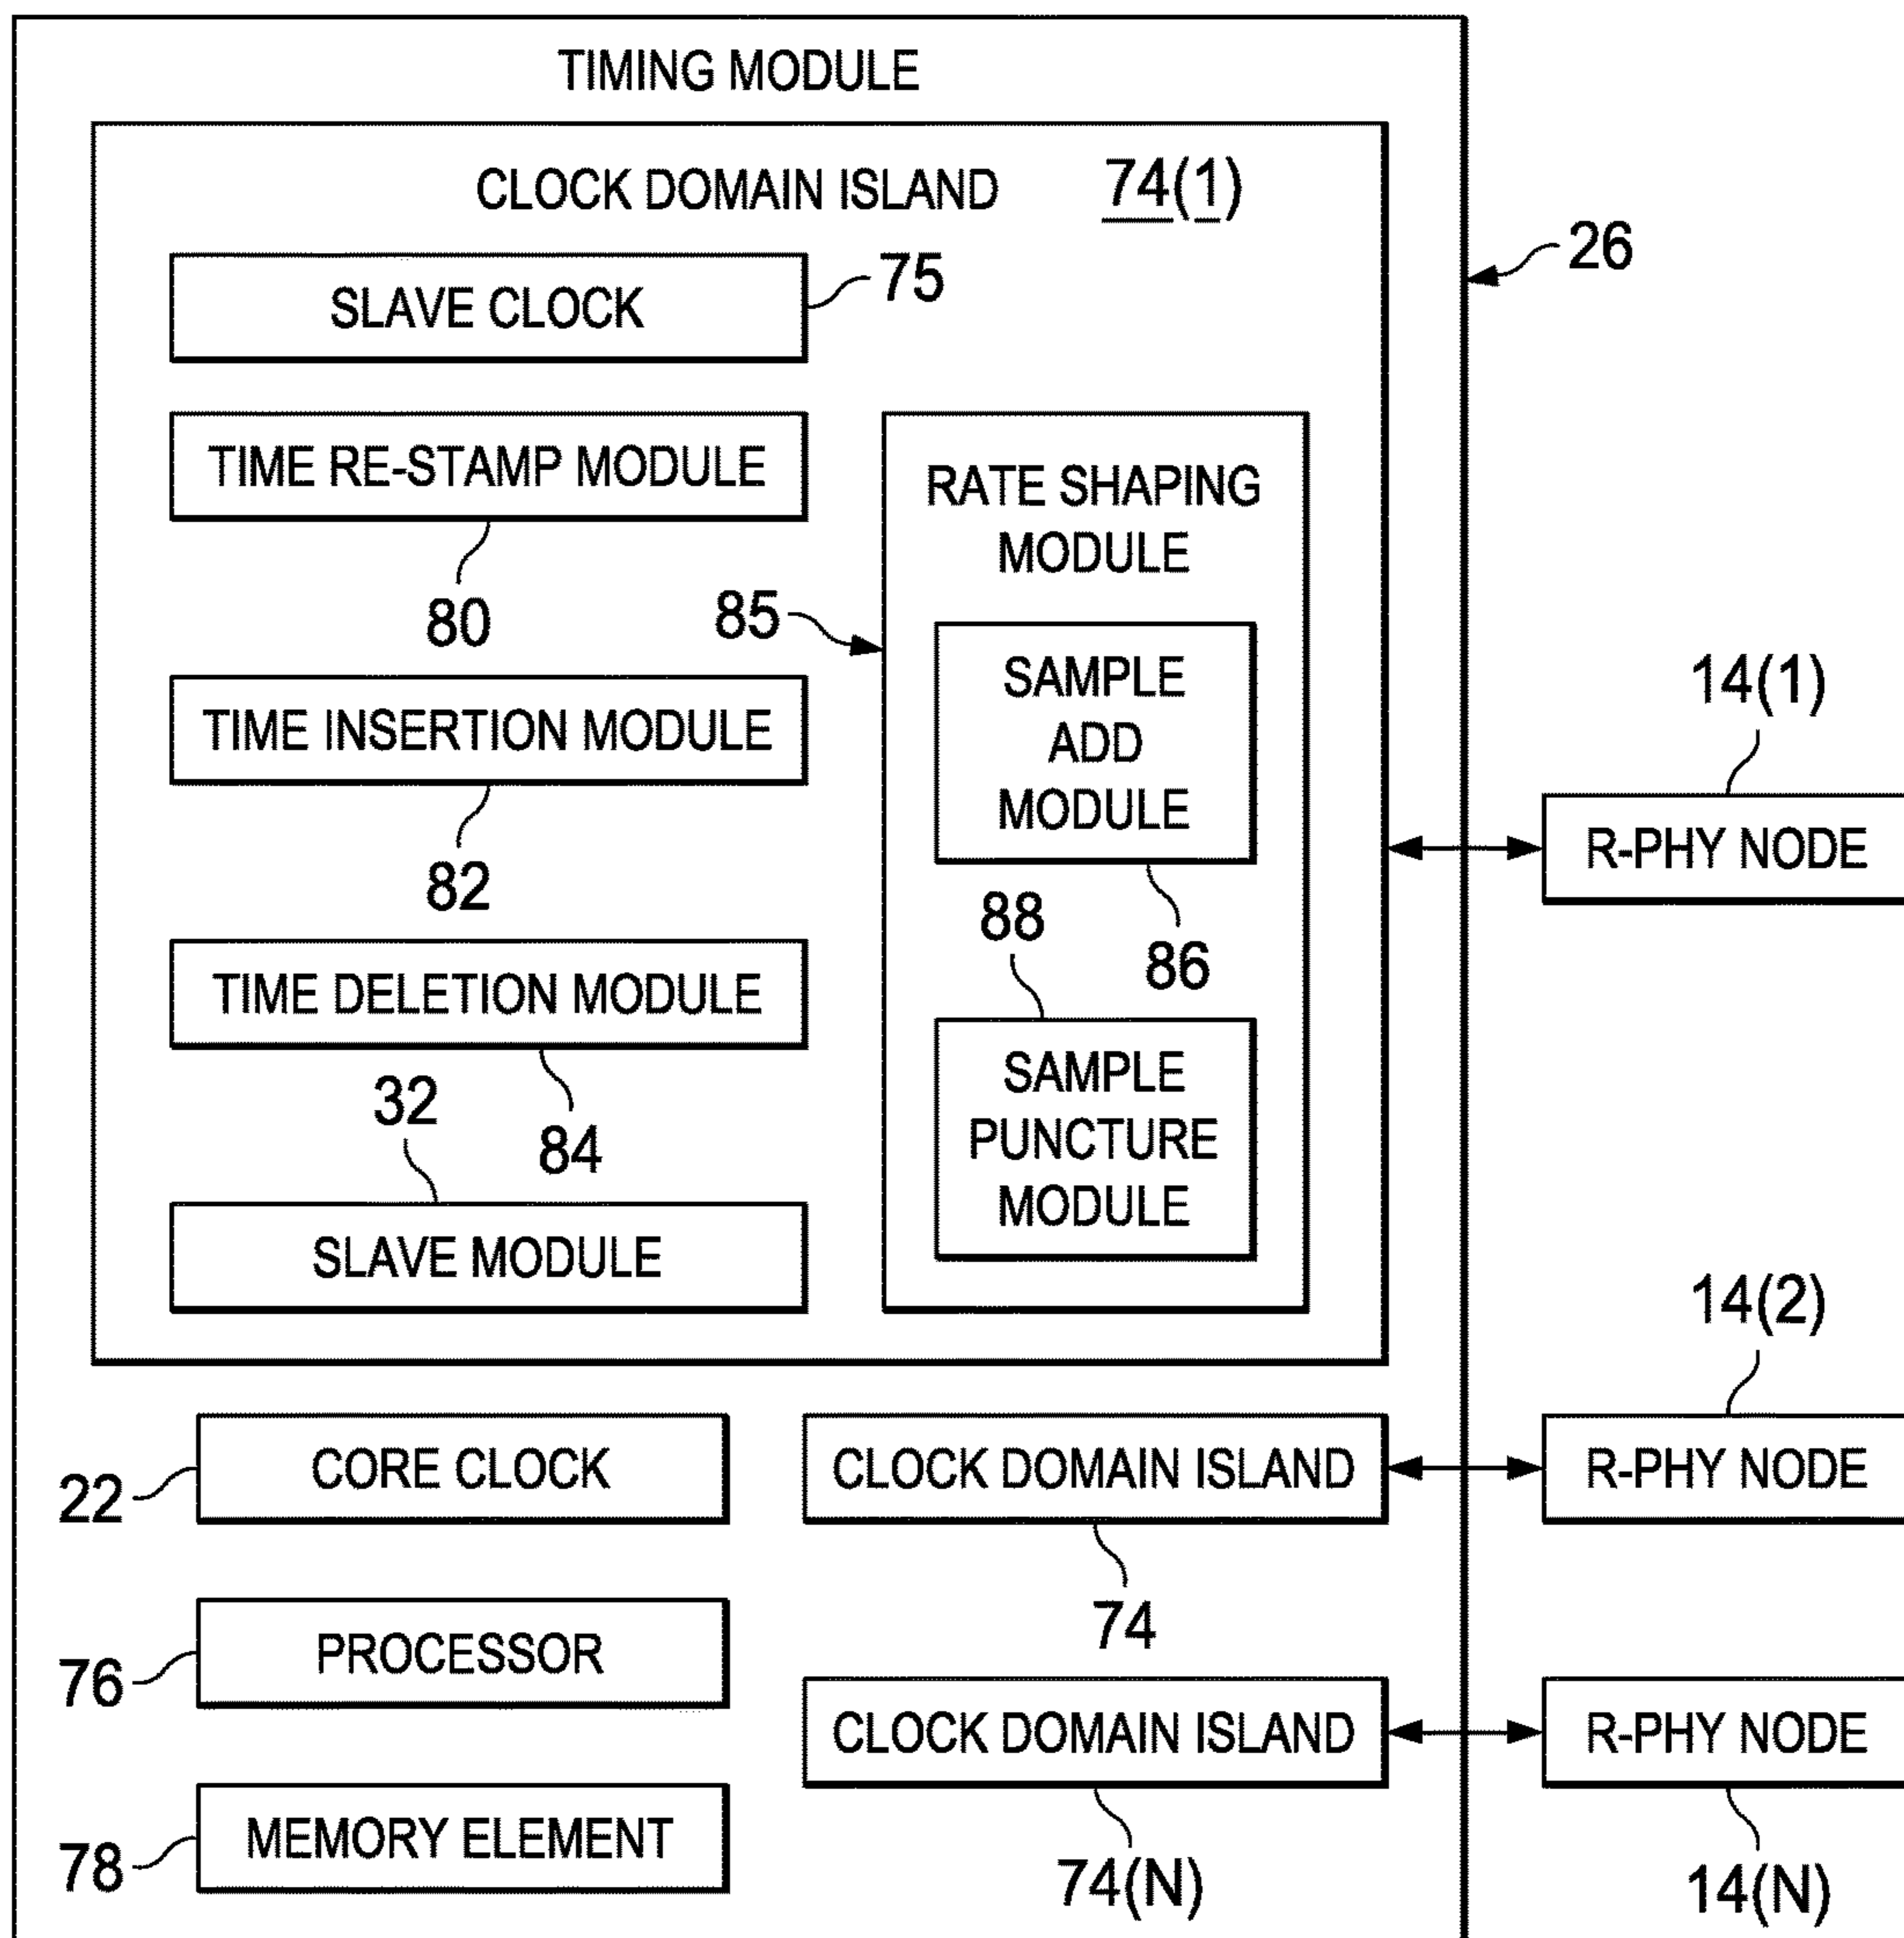 TIMING MODULE
CLOCK DOMAIN ISLAND 74(1)
26
SLAVE CLOCK
75
TIME RE-STAMP MODULE
80
RATE SHAPING
MODULE
85
TIME INSERTION MODULE
82
SAMPLE
ADD
MODULE
86
14(1)
R-PHY NODE
TIME DELETION MODULE
84
88
SAMPLE
PUNCTURE
MODULE
32
SLAVE MODULE
14(2)
CORE CLOCK
22
CLOCK DOMAIN ISLAND
74
R-PHY NODE
PROCESSOR
76
CLOCK DOMAIN ISLAND
74(N)
R-PHY NODE
14(N)
MEMORY ELEMENT
78